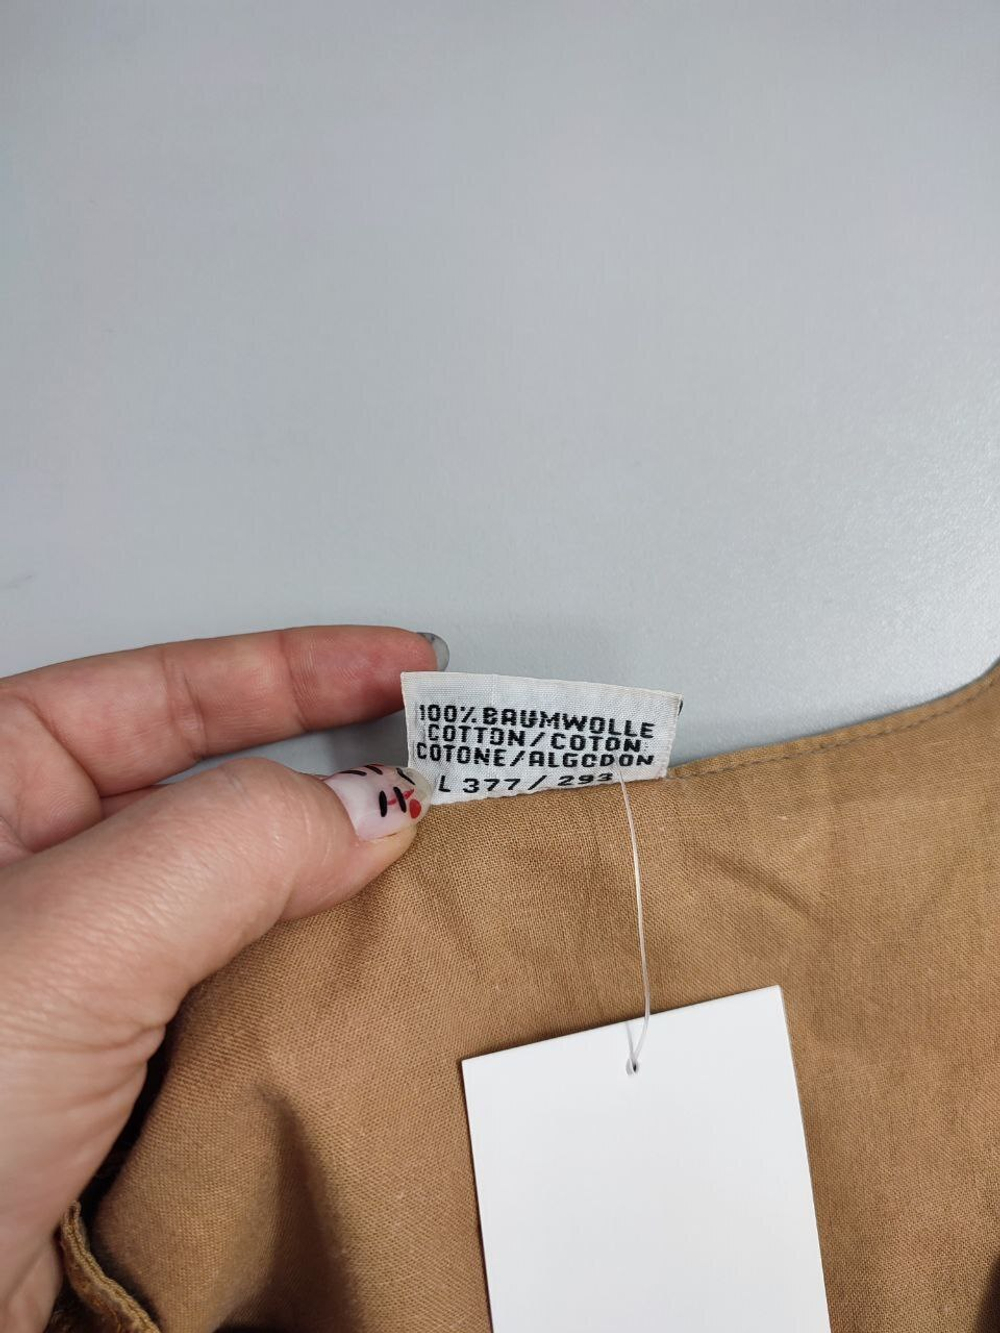 100% BAUMWOLLE
COTTON/COTON
COTONE/ALGODON
L 377 / 293